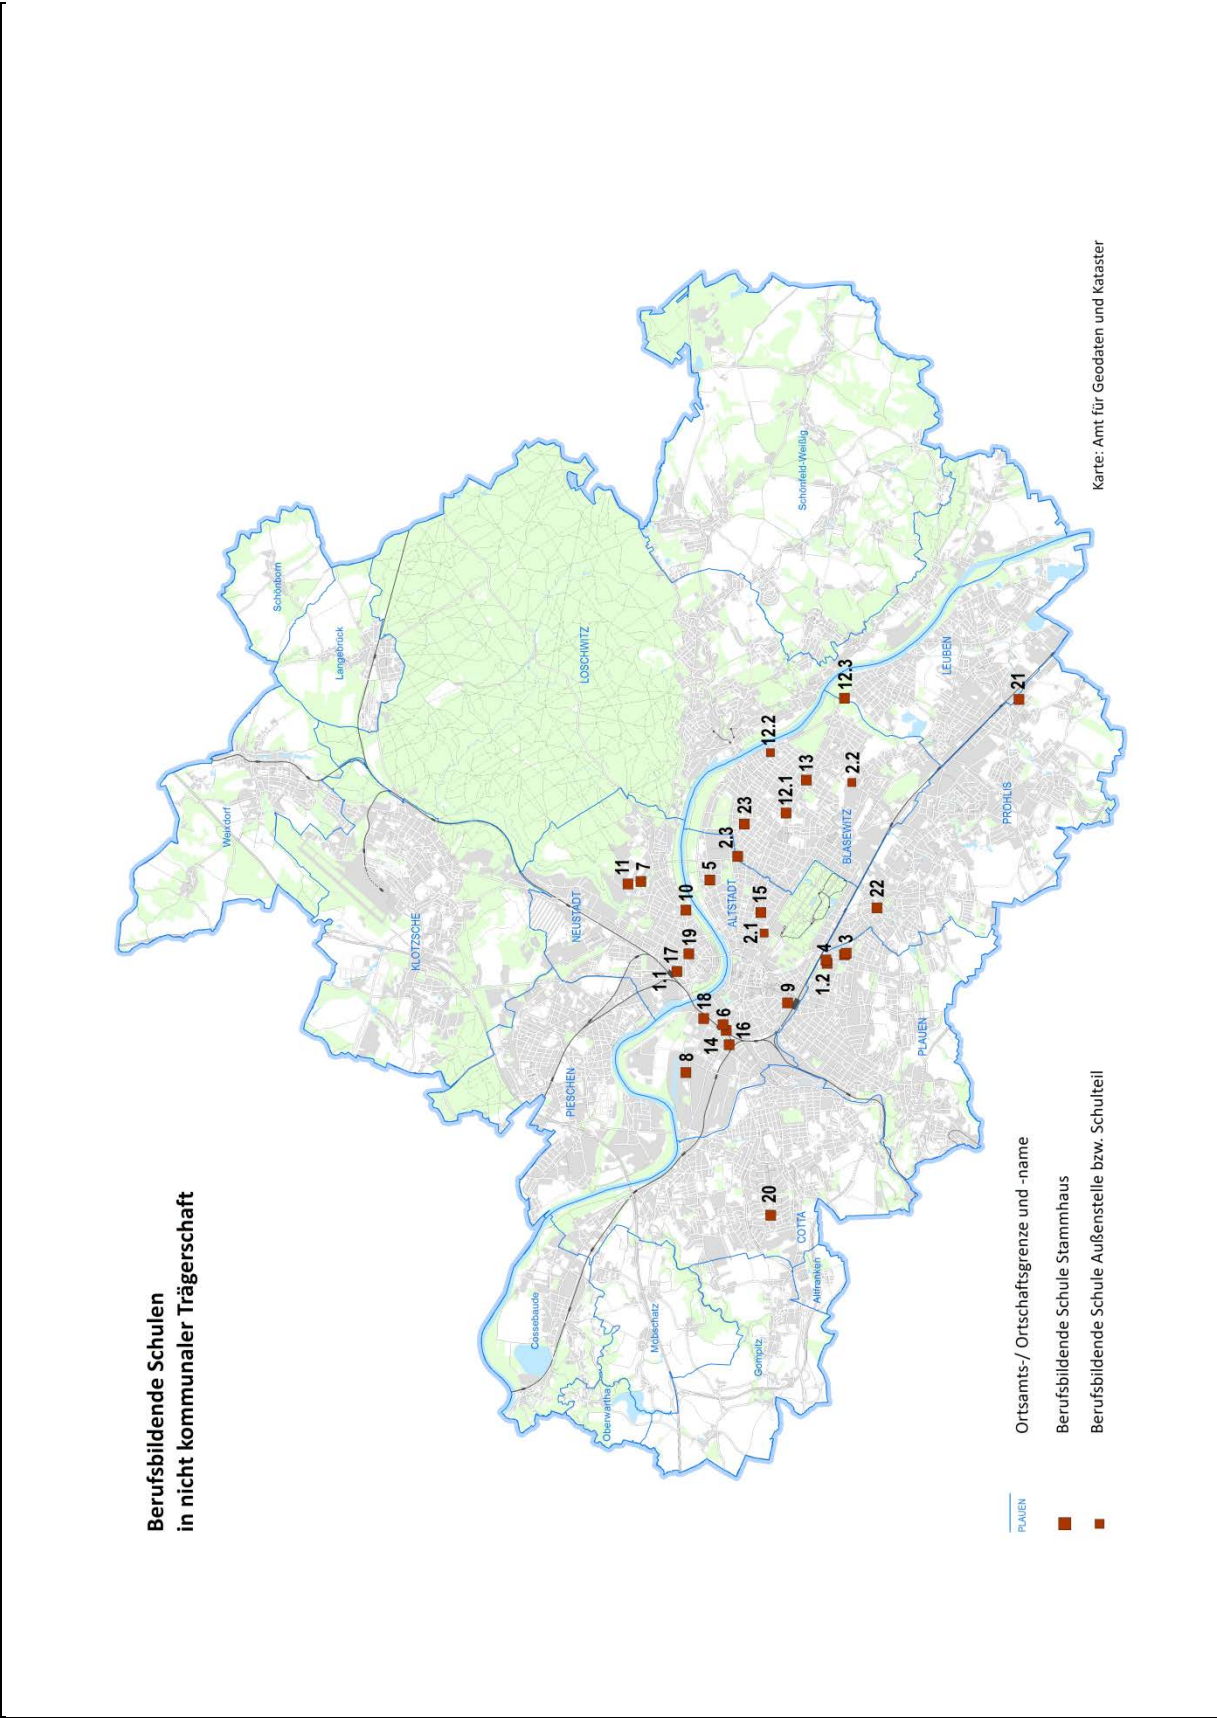 Berufsbildende Schulen
in nicht kommunaler Trägerschaft
Weixdorf
Schönborn
Langebrück
KLOTZSCHE
LOSCHWITZ
NEUSTADT
PIESCHEN
Cossebaude
Oberwartha
Mobschatz
Gompitz
Altfranken
COTTA
ALTSTADT
BLASEWITZ
Schönfeld-Weißig
LEUBEN
PROHLIS
PLAUEN
11
7
10
19
17
1.1
18
6
14
16
8
5
2.3
23
12.2
12.1
13
12.3
2.2
15
2.1
9
1.2
4
3
22
21
20
PLAUEN
Ortsamts-/ Ortschaftsgrenze und -name
Berufsbildende Schule Stammhaus
Berufsbildende Schule Außenstelle bzw. Schulteil
Karte: Amt für Geodaten und Kataster